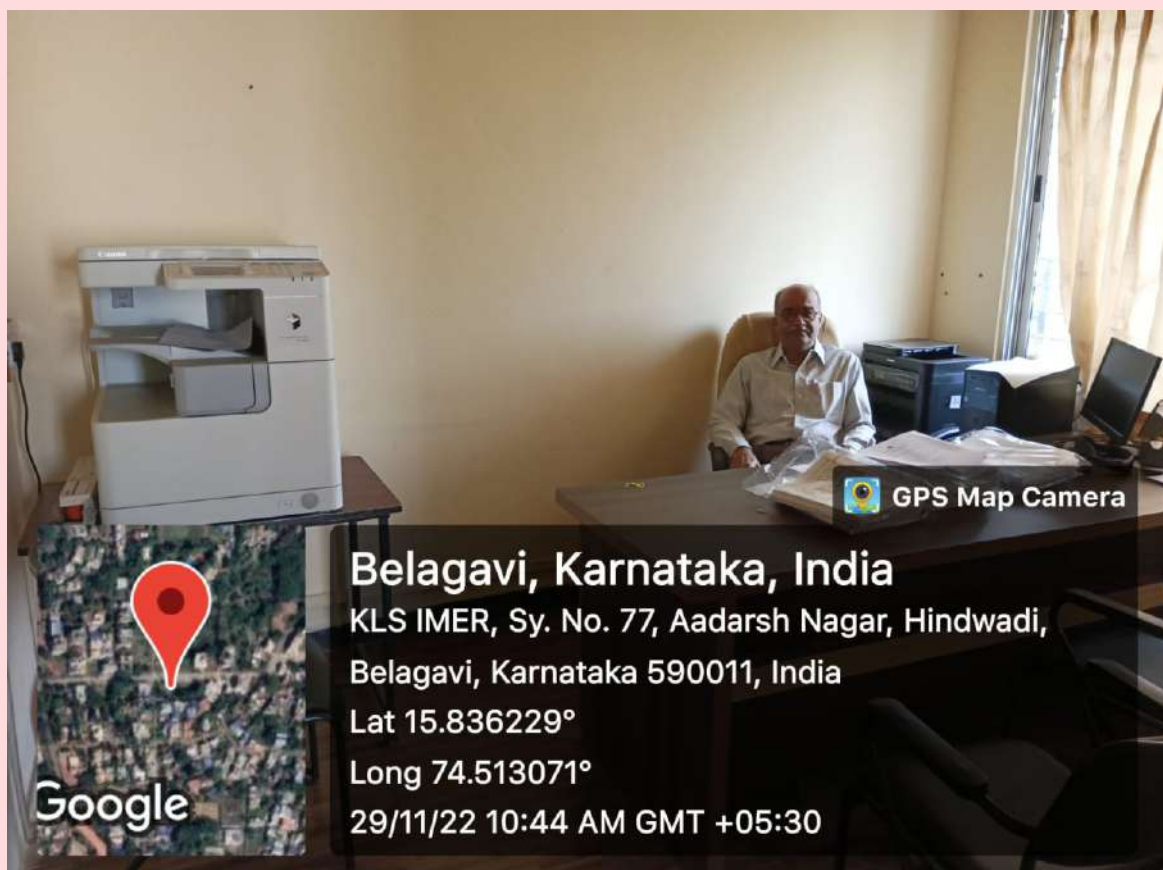 Canon
GPS Map Camera
Belagavi, Karnataka, India
KLS IMER, Sy. No. 77, Aadarsh Nagar, Hindwadi,
Belagavi, Karnataka 590011, India
Lat 15.836229°
Long 74.513071°
29/11/22 10:44 AM GMT +05:30
Google